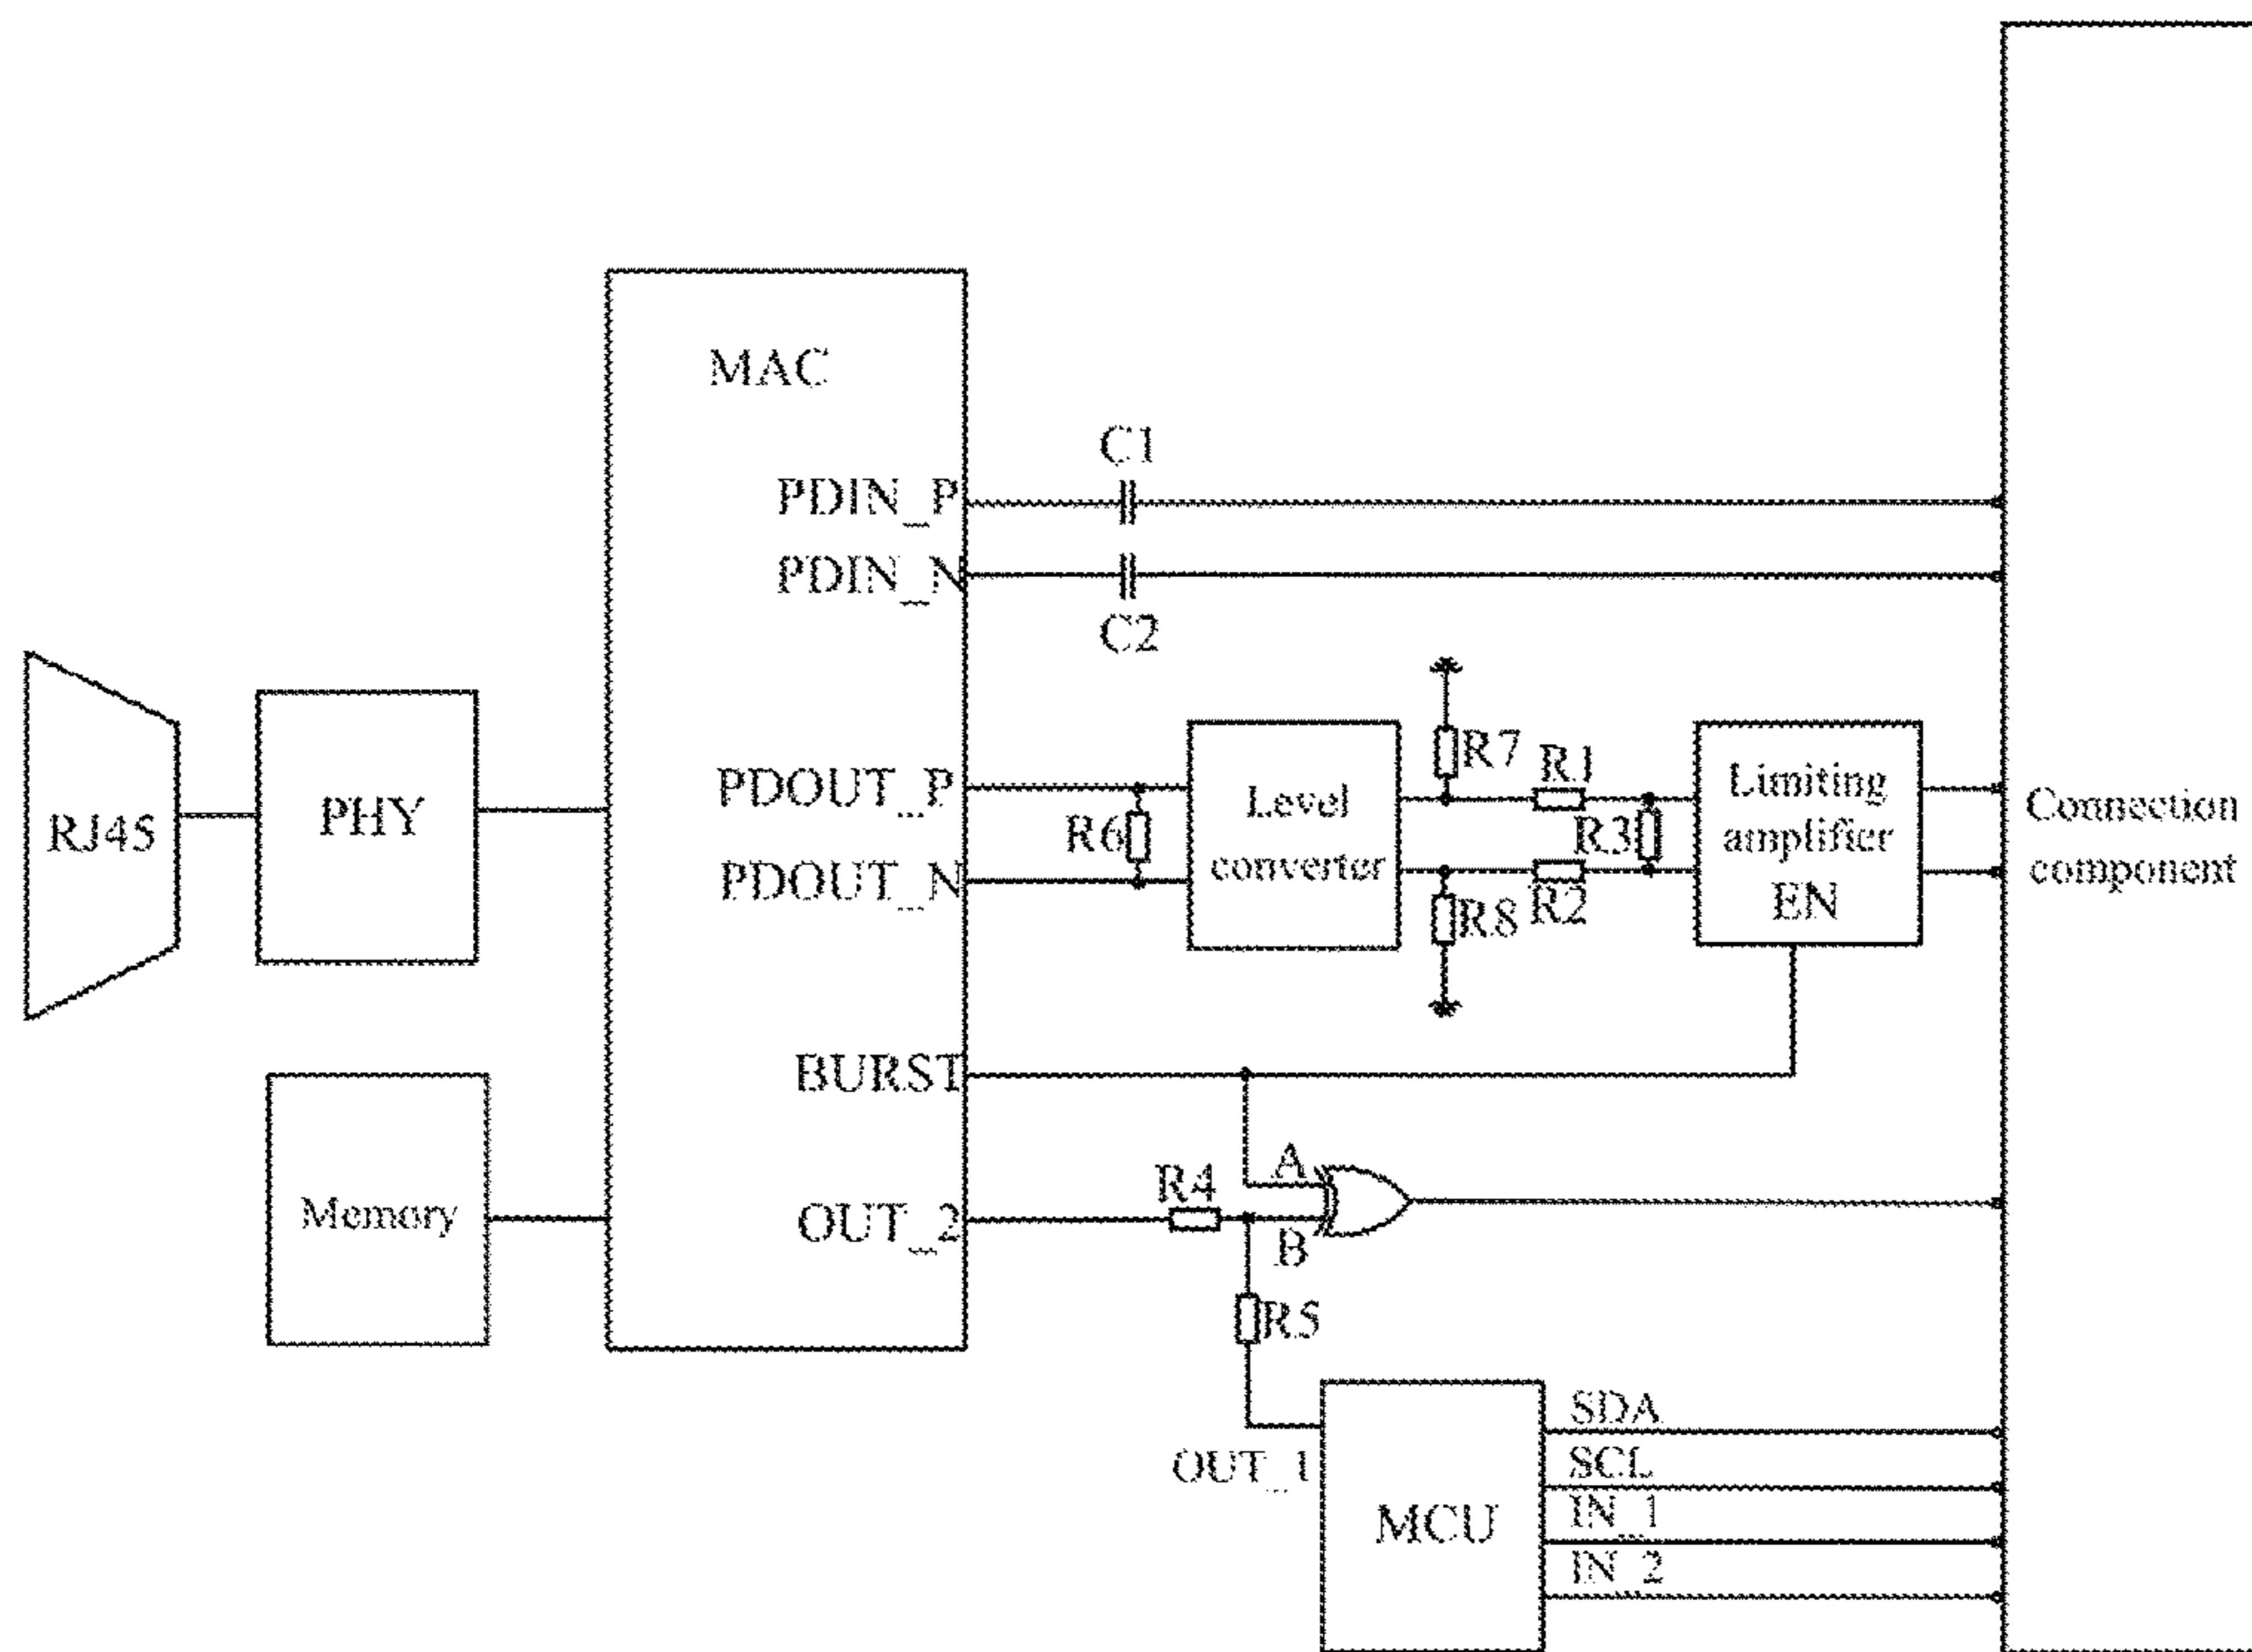 MAC
C1
PDIN_P
PDIN_N
C2
RJ45
PHY
PDOUT_P
R6
PDOUT_N
Level
converter
R7
R1
R3
R8
R2
Limiting
amplifier
EN
Connection
component
BURST
Memory
OUT_2
R4
A
B
R5
OUT_1
MCU
SDA
SCL
IN_1
IN_2